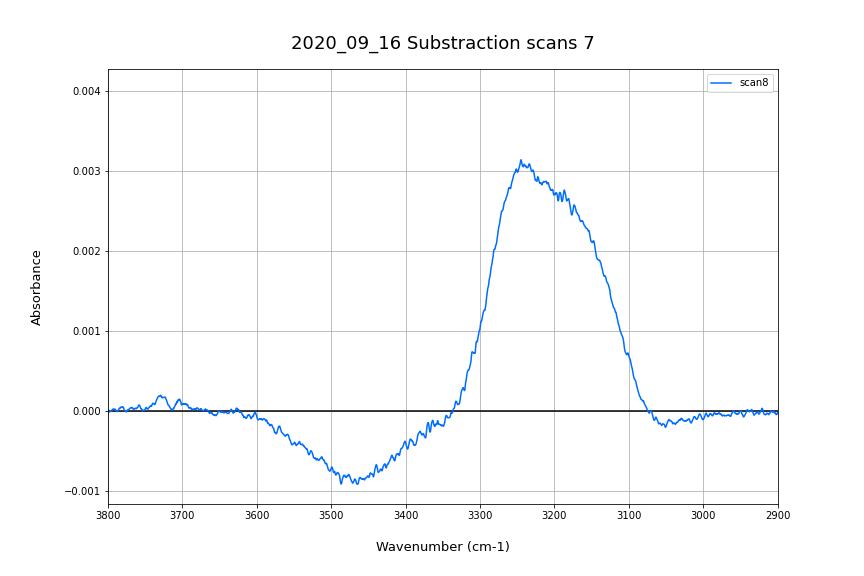 2020_09_16 Substraction scans 7
scan8
0.004
0.003
0.002
0.001
0.000
−0.001
Absorbance
3800 3700 3600 3500 3400 3300 3200 3100 3000 2900
Wavenumber (cm-1)